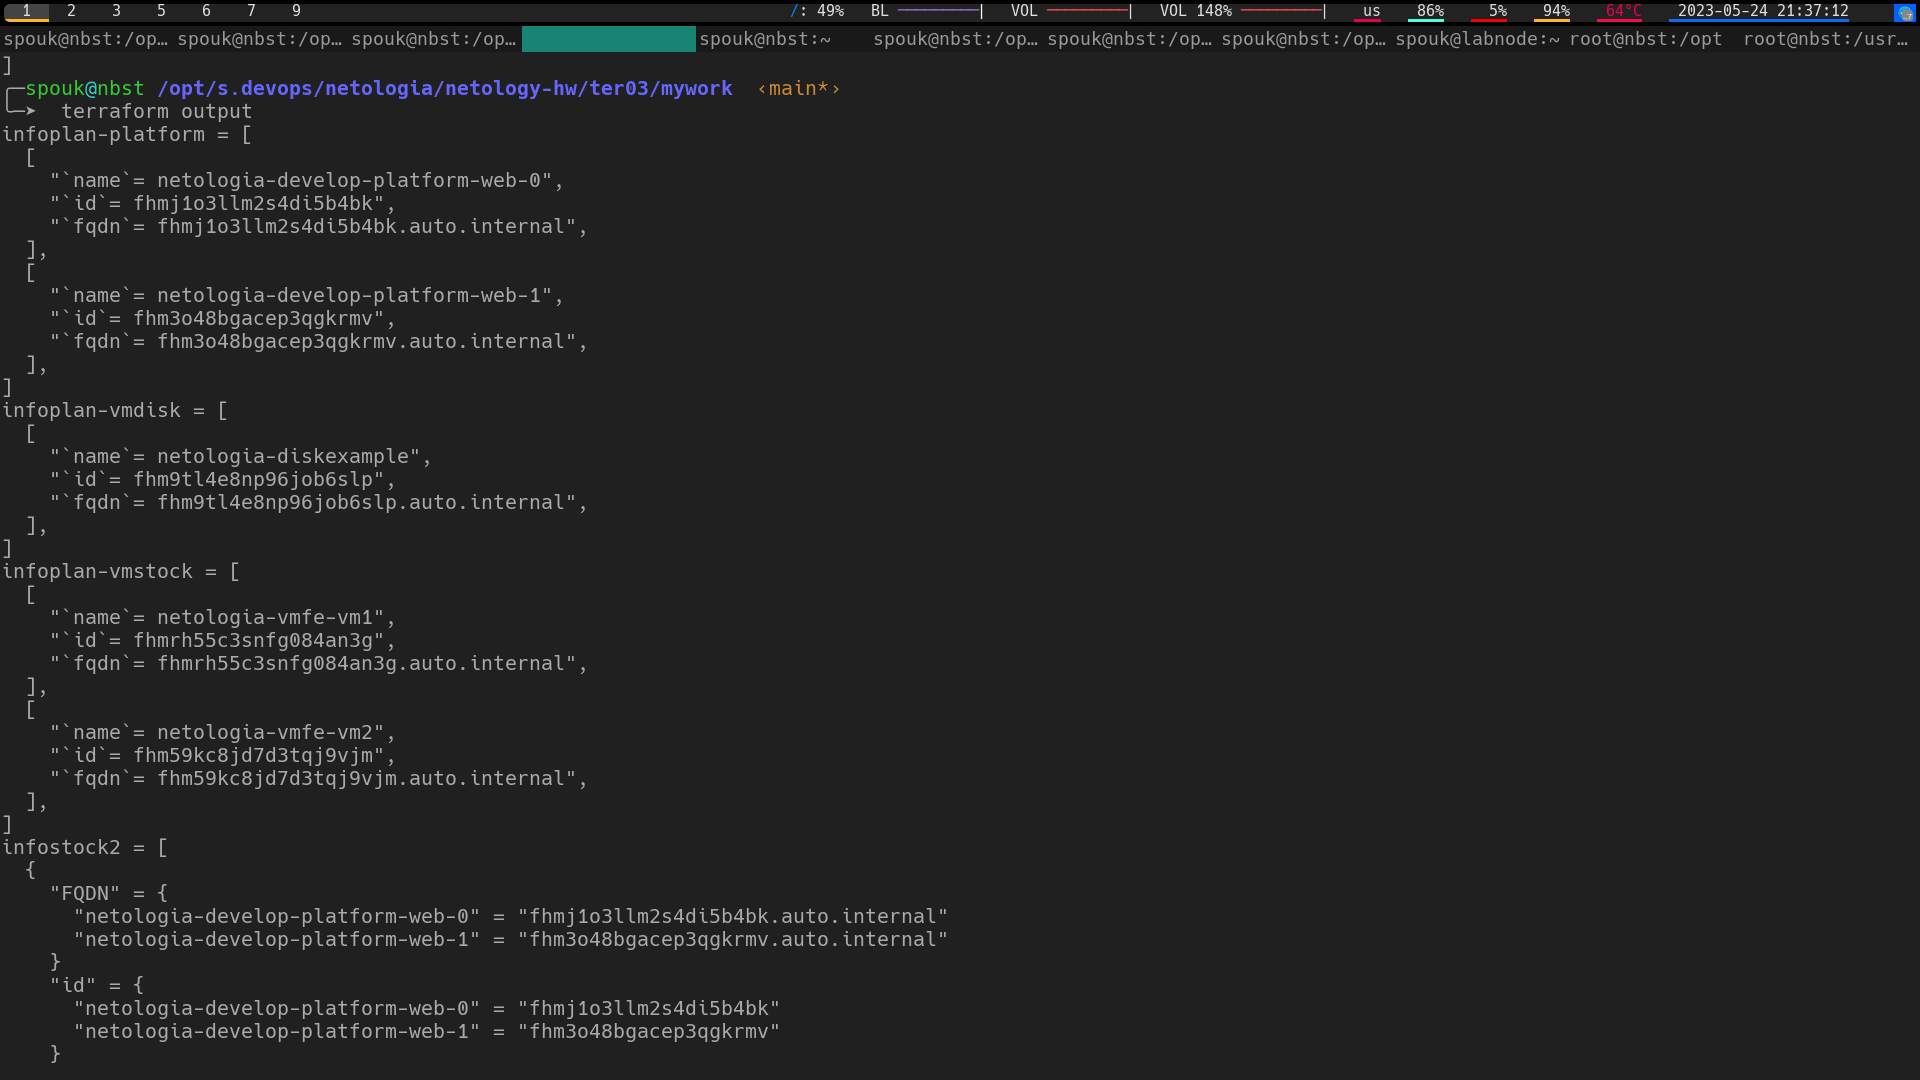 1 2 3 5 6 7 9 /: 49% BL VOL VOL 148% us 86% 5% 94% 64°C 2023-05-24 21:37:12
spouk@nbst:/op… spouk@nbst:/op… spouk@nbst:/op… spouk@nbst:~ spouk@nbst:/op… spouk@nbst:/op… spouk@nbst:/op… spouk@labnode:~ root@nbst:/opt root@nbst:/usr…
]
╭─spouk@nbst /opt/s.devops/netologia/netology-hw/ter03/mywork ‹main*›
╰─➤  terraform output
infoplan-platform = [
  [
    "`name`= netologia-develop-platform-web-0",
    "`id`= fhmj1o3llm2s4di5b4bk",
    "`fqdn`= fhmj1o3llm2s4di5b4bk.auto.internal",
  ],
  [
    "`name`= netologia-develop-platform-web-1",
    "`id`= fhm3o48bgacep3qgkrmv",
    "`fqdn`= fhm3o48bgacep3qgkrmv.auto.internal",
  ],
]
infoplan-vmdisk = [
  [
    "`name`= netologia-diskexample",
    "`id`= fhm9tl4e8np96job6slp",
    "`fqdn`= fhm9tl4e8np96job6slp.auto.internal",
  ],
]
infoplan-vmstock = [
  [
    "`name`= netologia-vmfe-vm1",
    "`id`= fhmrh55c3snfg084an3g",
    "`fqdn`= fhmrh55c3snfg084an3g.auto.internal",
  ],
  [
    "`name`= netologia-vmfe-vm2",
    "`id`= fhm59kc8jd7d3tqj9vjm",
    "`fqdn`= fhm59kc8jd7d3tqj9vjm.auto.internal",
  ],
]
infostock2 = [
  {
    "FQDN" = {
      "netologia-develop-platform-web-0" = "fhmj1o3llm2s4di5b4bk.auto.internal"
      "netologia-develop-platform-web-1" = "fhm3o48bgacep3qgkrmv.auto.internal"
    }
    "id" = {
      "netologia-develop-platform-web-0" = "fhmj1o3llm2s4di5b4bk"
      "netologia-develop-platform-web-1" = "fhm3o48bgacep3qgkrmv"
    }